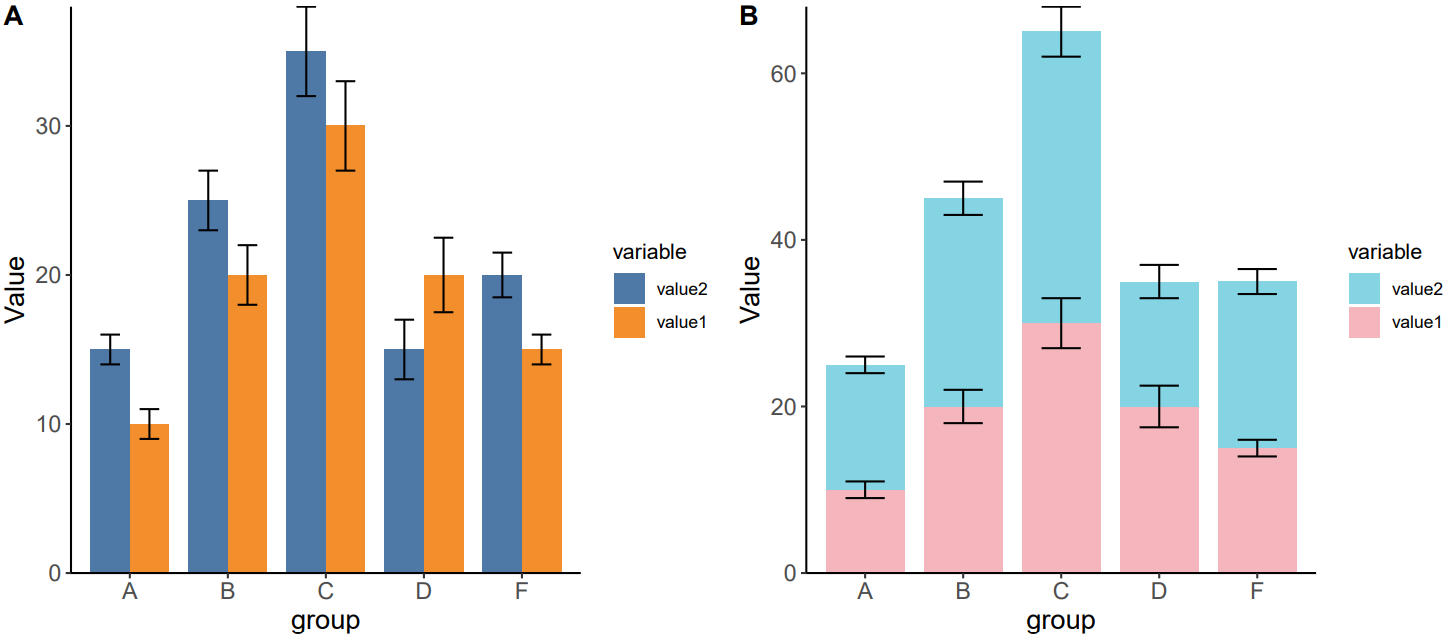 A
Value
30
20
10
0
A B C D F
group
variable
value2
value1
B
Value
60
40
20
0
A B C D F
group
variable
value2
value1